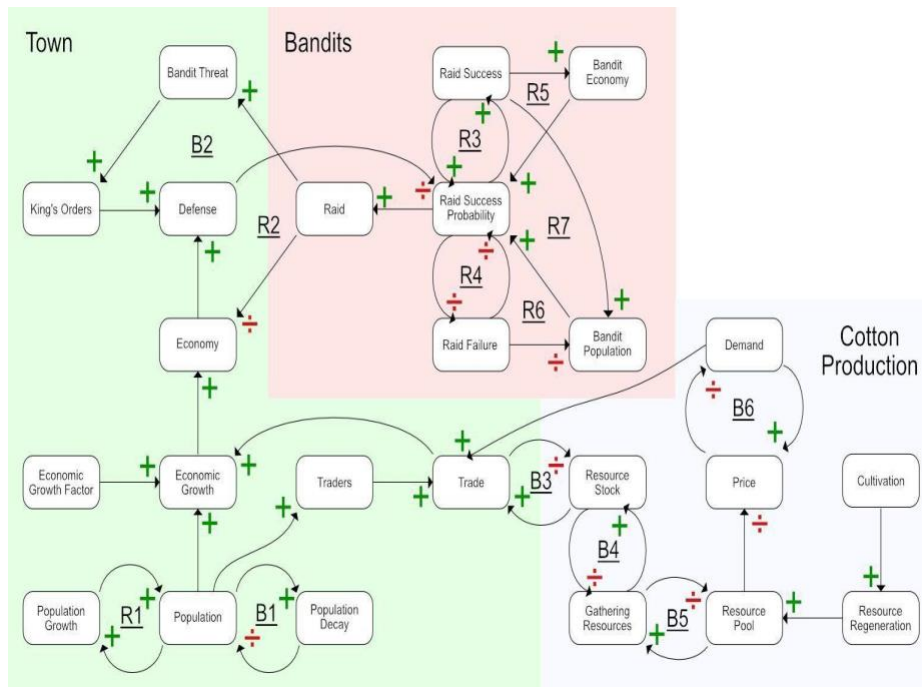 Town
Bandits
Bandit Threat
Raid Success
Bandit
Economy
+
+
R5
+
+
R3
B2
+
+
+
÷
+
King's Orders
Defense
R2
Raid
+
Raid Success
Probability
R7
+
+
÷
R4
÷
R6
Economy
÷
Raid Failure
÷
+
Bandit
Population
Demand
Cotton
Production
+
÷
B6
+
+
Economic
Growth Factor
+
Economic
Growth
+
Traders
+
Trade
+
B3
÷
Resource
Stock
Price
Cultivation
+
+
+
÷
B4
÷
Population
Growth
R1
+
+
Population
B1
+
÷
Population
Decay
Gathering
Resources
B5
÷
+
Resource
Pool
+
+
Resource
Regeneration